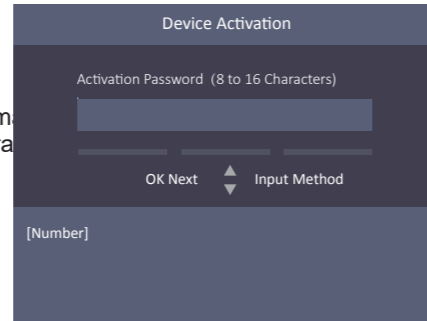 Device Activation
Activation Password (8 to 16 Characters)
OK Next Input Method
[Number]